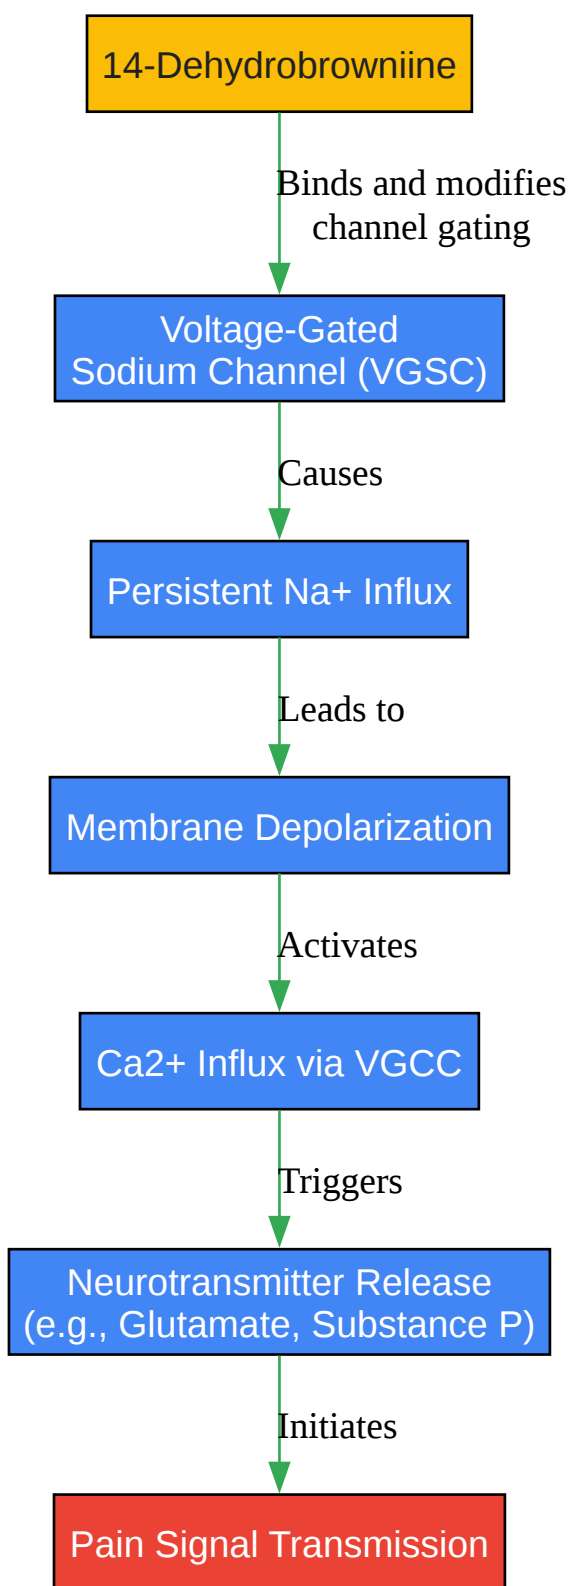 14-Dehydrobrowniine
Binds and modifies
channel gating
Voltage-Gated
Sodium Channel (VGSC)
Causes
Persistent Na+ Influx
Leads to
Membrane Depolarization
Activates
Ca2+ Influx via VGCC
Triggers
Neurotransmitter Release
(e.g., Glutamate, Substance P)
Initiates
Pain Signal Transmission